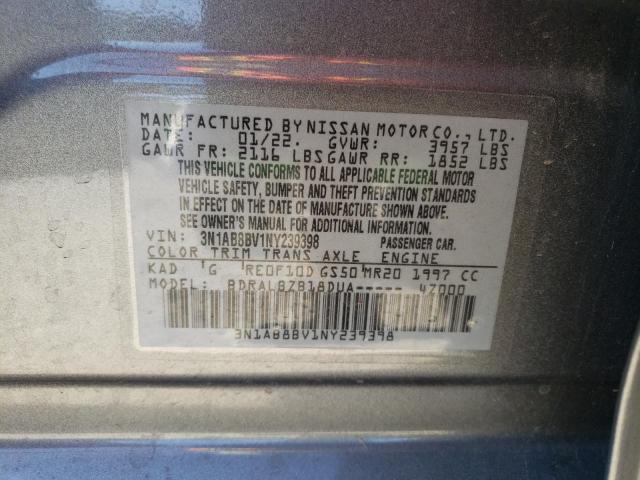 MANUFACTURED BY NISSAN MOTOR CO., LTD.
DATE: 01/22. GVWR: 3957 LBS
GAWR FR: 2116 LBS GAWR RR: 1852 LBS
THIS VEHICLE CONFORMS TO ALL APPLICABLE FEDERAL MOTOR
VEHICLE SAFETY, BUMPER AND THEFT PREVENTION STANDARDS
IN EFFECT ON THE DATE OF MANUFACTURE SHOWN ABOVE.
SEE OWNER'S MANUAL FOR ADDITIONAL INFORMATION.
VIN: 3N1AB8BV1NY239398 PASSENGER CAR.
COLOR TRIM TRANS AXLE ENGINE
KAD G RE0F10D GS50 MR20 1997 CC
MODEL: BDRALBZB18DUA----- 4Z000
3N1AB8BV1NY239398